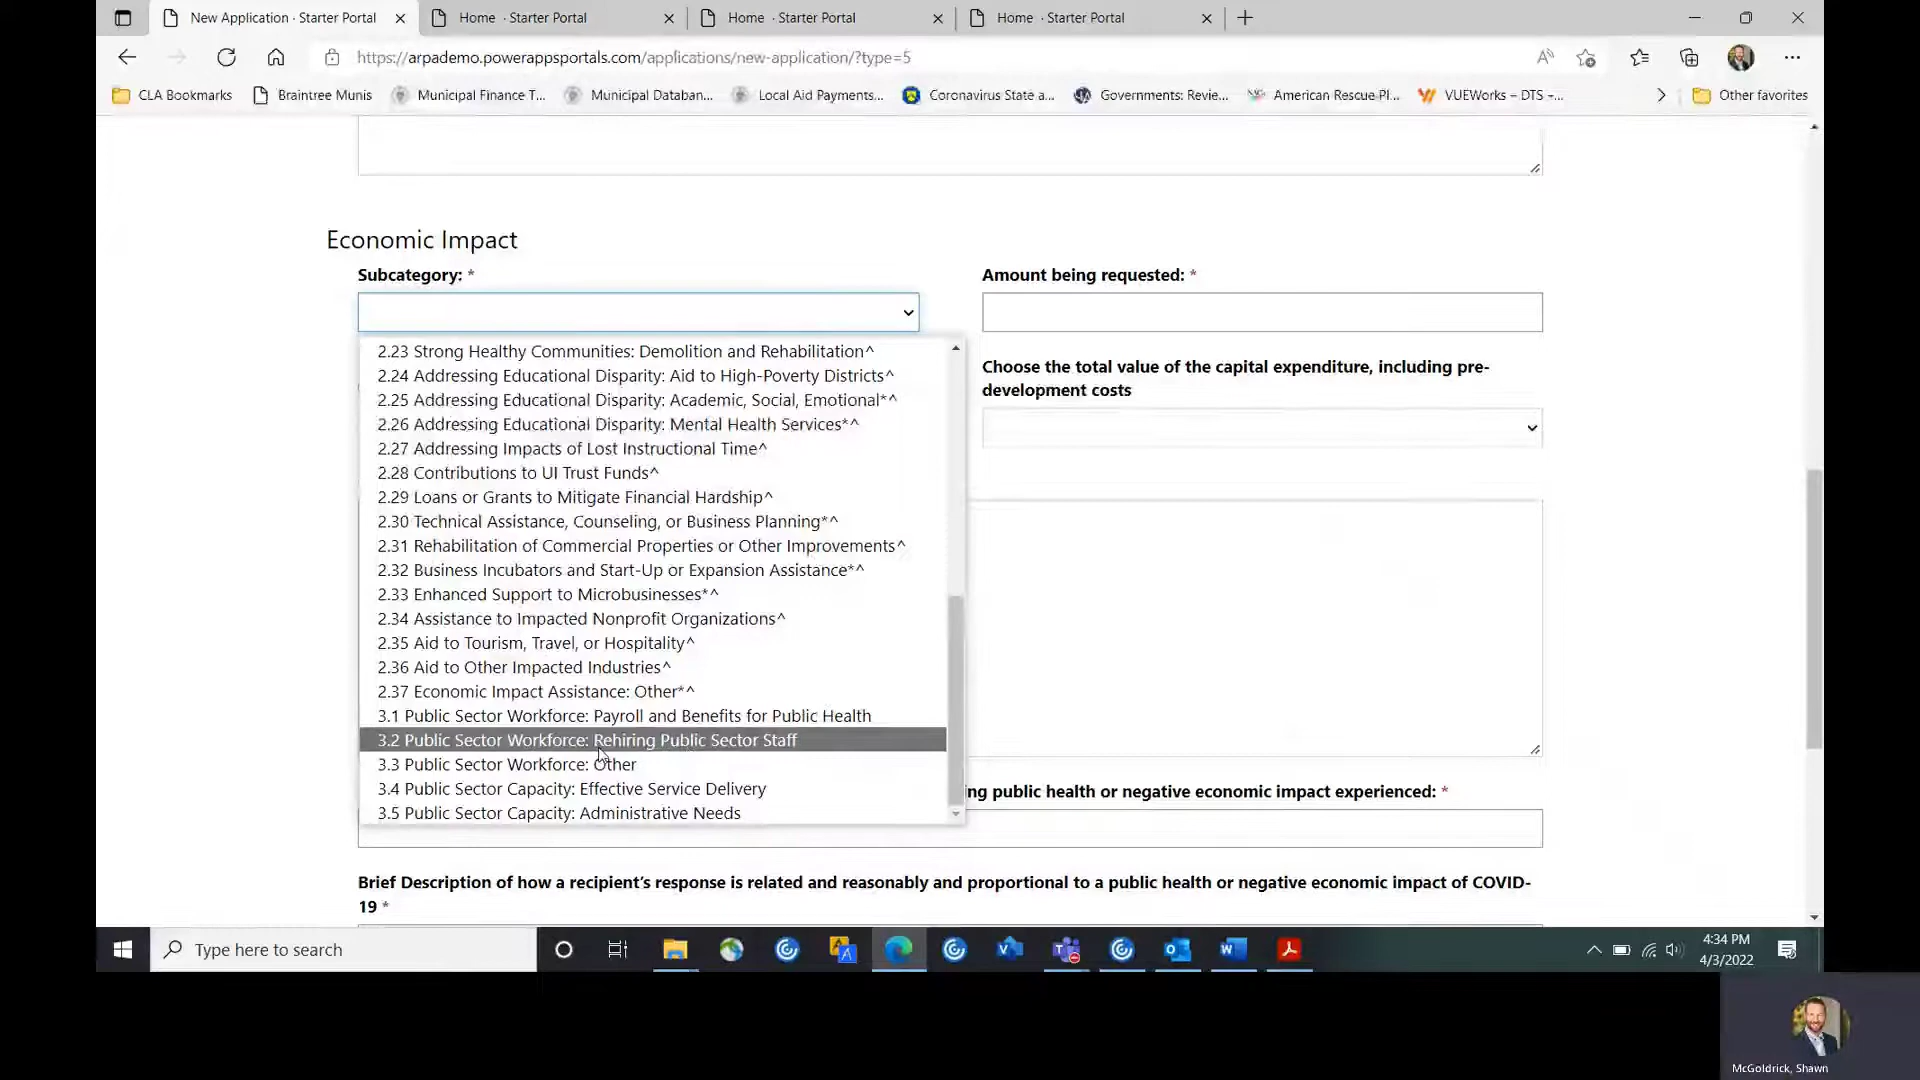 New Application · Starter Portal
Home · Starter Portal
Home · Starter Portal
Home · Starter Portal
https://arpademo.powerappsportals.com/applications/new-application/?type=5
CLA Bookmarks
Braintree Munis
Municipal Finance T...
Municipal Databan...
Local Aid Payments...
Coronavirus State a...
Governments: Revie...
American Rescue Pl...
VUEWorks – DTS –...
Other favorites
Economic Impact
Subcategory: *
Amount being requested: *
2.23 Strong Healthy Communities: Demolition and Rehabilitation^
2.24 Addressing Educational Disparity: Aid to High-Poverty Districts^
2.25 Addressing Educational Disparity: Academic, Social, Emotional*^
2.26 Addressing Educational Disparity: Mental Health Services*^
2.27 Addressing Impacts of Lost Instructional Time^
2.28 Contributions to UI Trust Funds^
2.29 Loans or Grants to Mitigate Financial Hardship^
2.30 Technical Assistance, Counseling, or Business Planning*^
2.31 Rehabilitation of Commercial Properties or Other Improvements^
2.32 Business Incubators and Start-Up or Expansion Assistance*^
2.33 Enhanced Support to Microbusinesses*^
2.34 Assistance to Impacted Nonprofit Organizations^
2.35 Aid to Tourism, Travel, or Hospitality^
2.36 Aid to Other Impacted Industries^
2.37 Economic Impact Assistance: Other*^
3.1 Public Sector Workforce: Payroll and Benefits for Public Health
3.2 Public Sector Workforce: Rehiring Public Sector Staff
3.3 Public Sector Workforce: Other
3.4 Public Sector Capacity: Effective Service Delivery
3.5 Public Sector Capacity: Administrative Needs
Choose the total value of the capital expenditure, including pre-
development costs
ng public health or negative economic impact experienced: *
Brief Description of how a recipient's response is related and reasonably and proportional to a public health or negative economic impact of COVID-
19 *
Type here to search
4:34 PM
4/3/2022
McGoldrick, Shawn